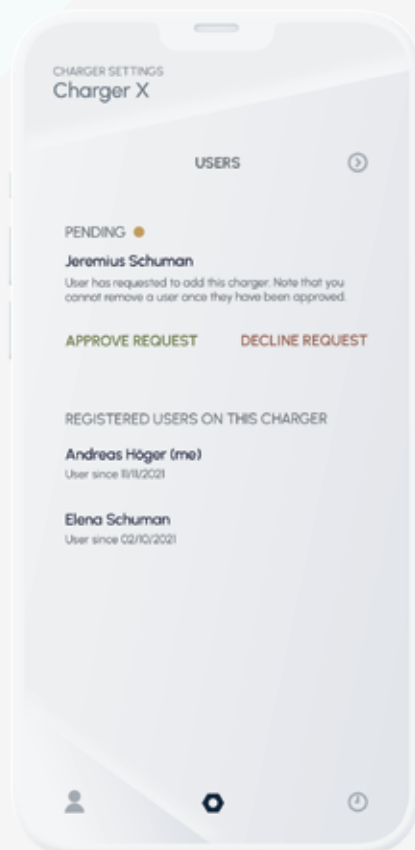 CHARGER SETTINGS
Charger X
USERS
PENDING
Jeremius Schuman
User has requested to add this charger. Note that you
cannot remove a user once they have been approved.
APPROVE REQUEST
DECLINE REQUEST
REGISTERED USERS ON THIS CHARGER
Andreas Höger (me)
User since 11/11/2021
Elena Schuman
User since 02/10/2021